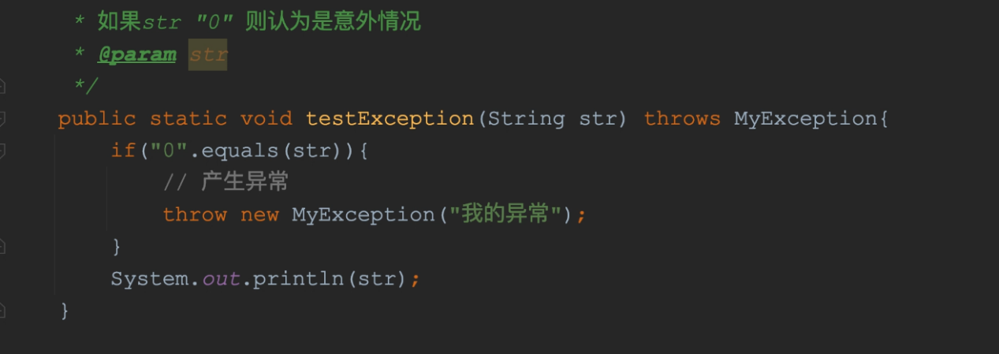 * 如果str "0" 则认为是意外情况
* @param str
*/
public static void testException(String str) throws MyException{
if("0".equals(str)){
// 产生异常
throw new MyException("我的异常");
}
System.out.println(str);
}